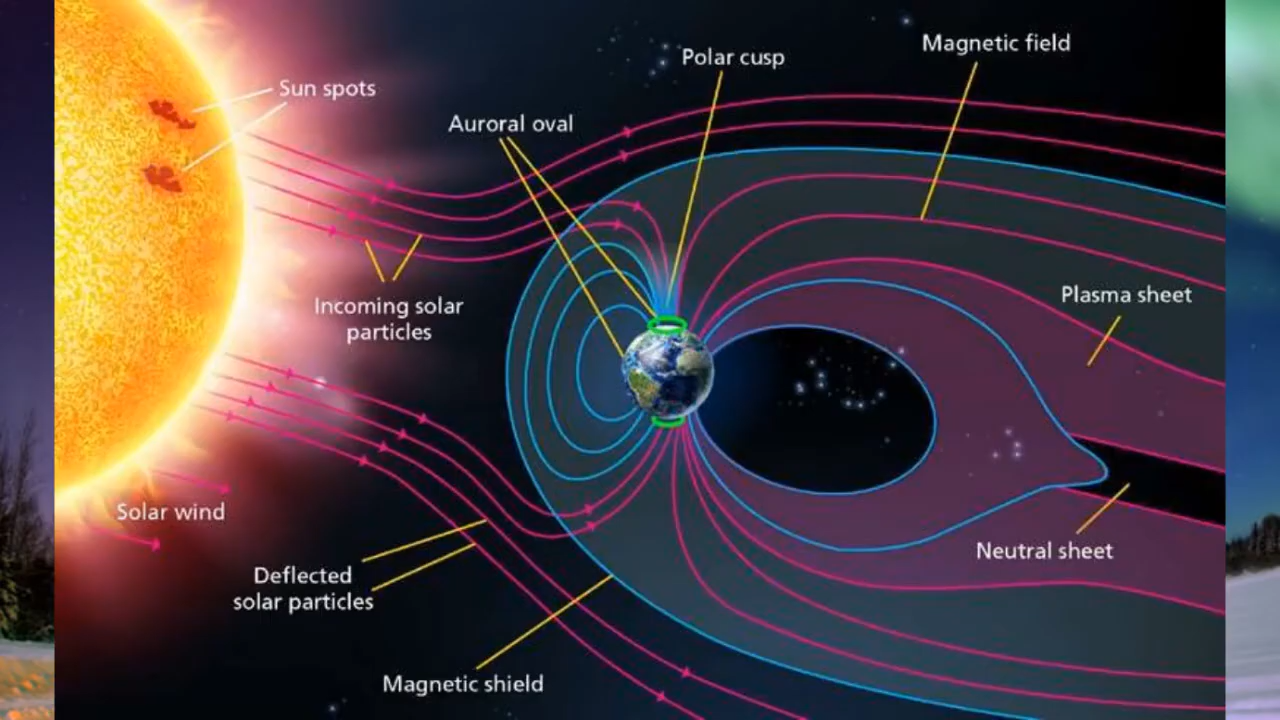 Magnetic field
Polar cusp
Sun spots
Auroral oval
Plasma sheet
Incoming solar
particles
Solar wind
Neutral sheet
Deflected
solar particles
Magnetic shield